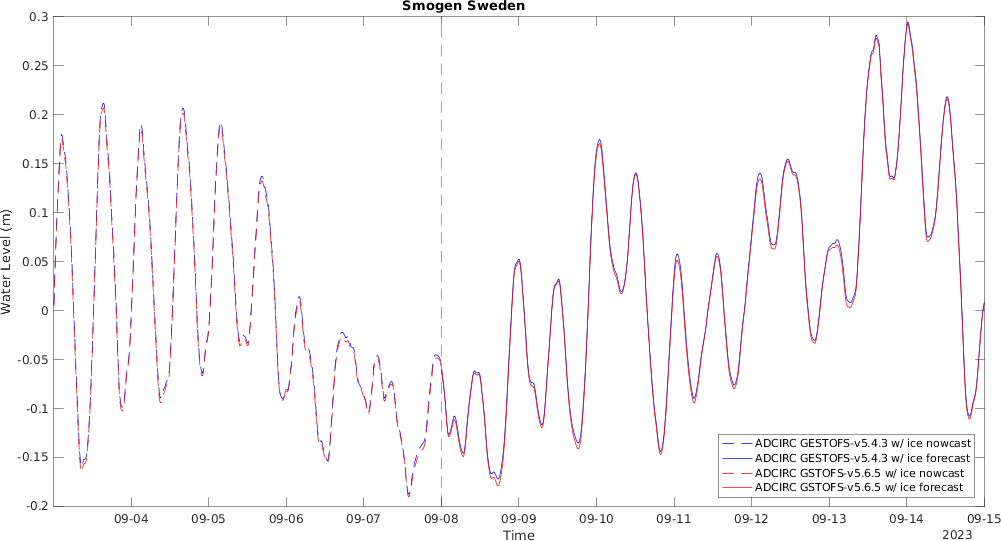 Smogen Sweden
0.3
0.25
0.2
0.15
0.1
0.05
0
-0.05
-0.1
-0.15
-0.2
Water Level (m)
ADCIRC GESTOFS-v5.4.3 w/ ice nowcast
ADCIRC GESTOFS-v5.4.3 w/ ice forecast
ADCIRC GSTOFS-v5.6.5 w/ ice nowcast
ADCIRC GSTOFS-v5.6.5 w/ ice forecast
09-04 09-05 09-06 09-07 09-08 09-09 09-10 09-11 09-12 09-13 09-14 09-15
Time
2023